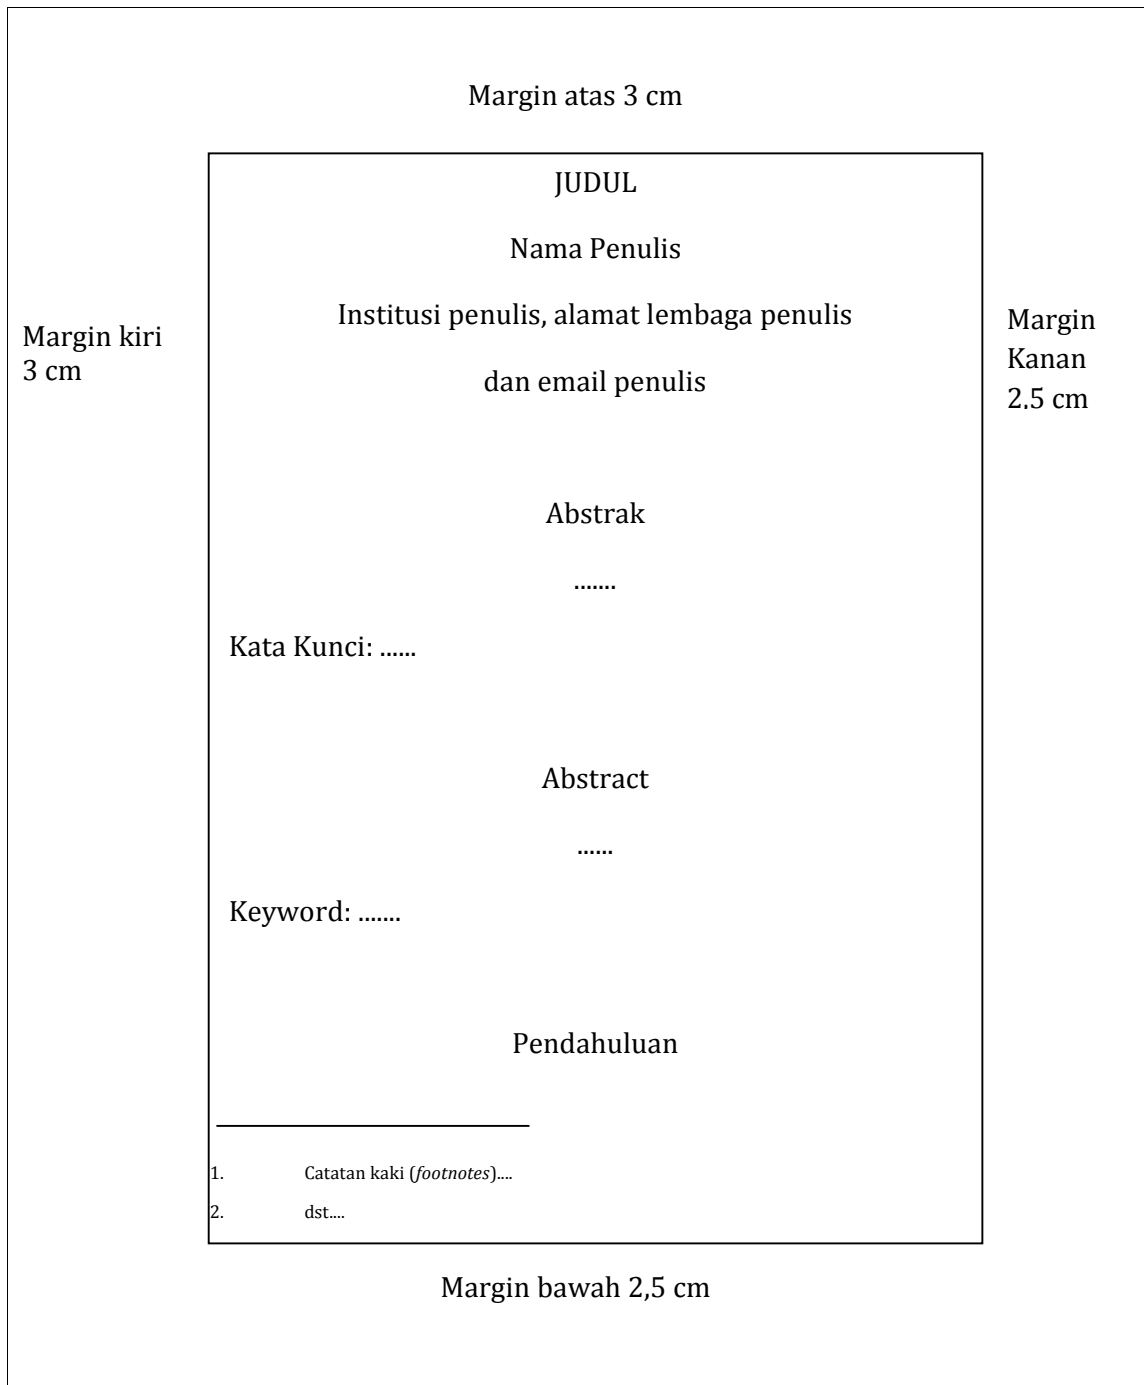 Margin atas 3 cm
JUDUL
Nama Penulis
Institusi penulis, alamat lembaga penulis
dan email penulis
Margin kiri
3 cm
Margin
Kanan
2,5 cm
Abstrak
.......
Kata Kunci: ......
Abstract
......
Keyword: .......
Pendahuluan
1. Catatan kaki (footnotes)....
2. dst....
Margin bawah 2,5 cm